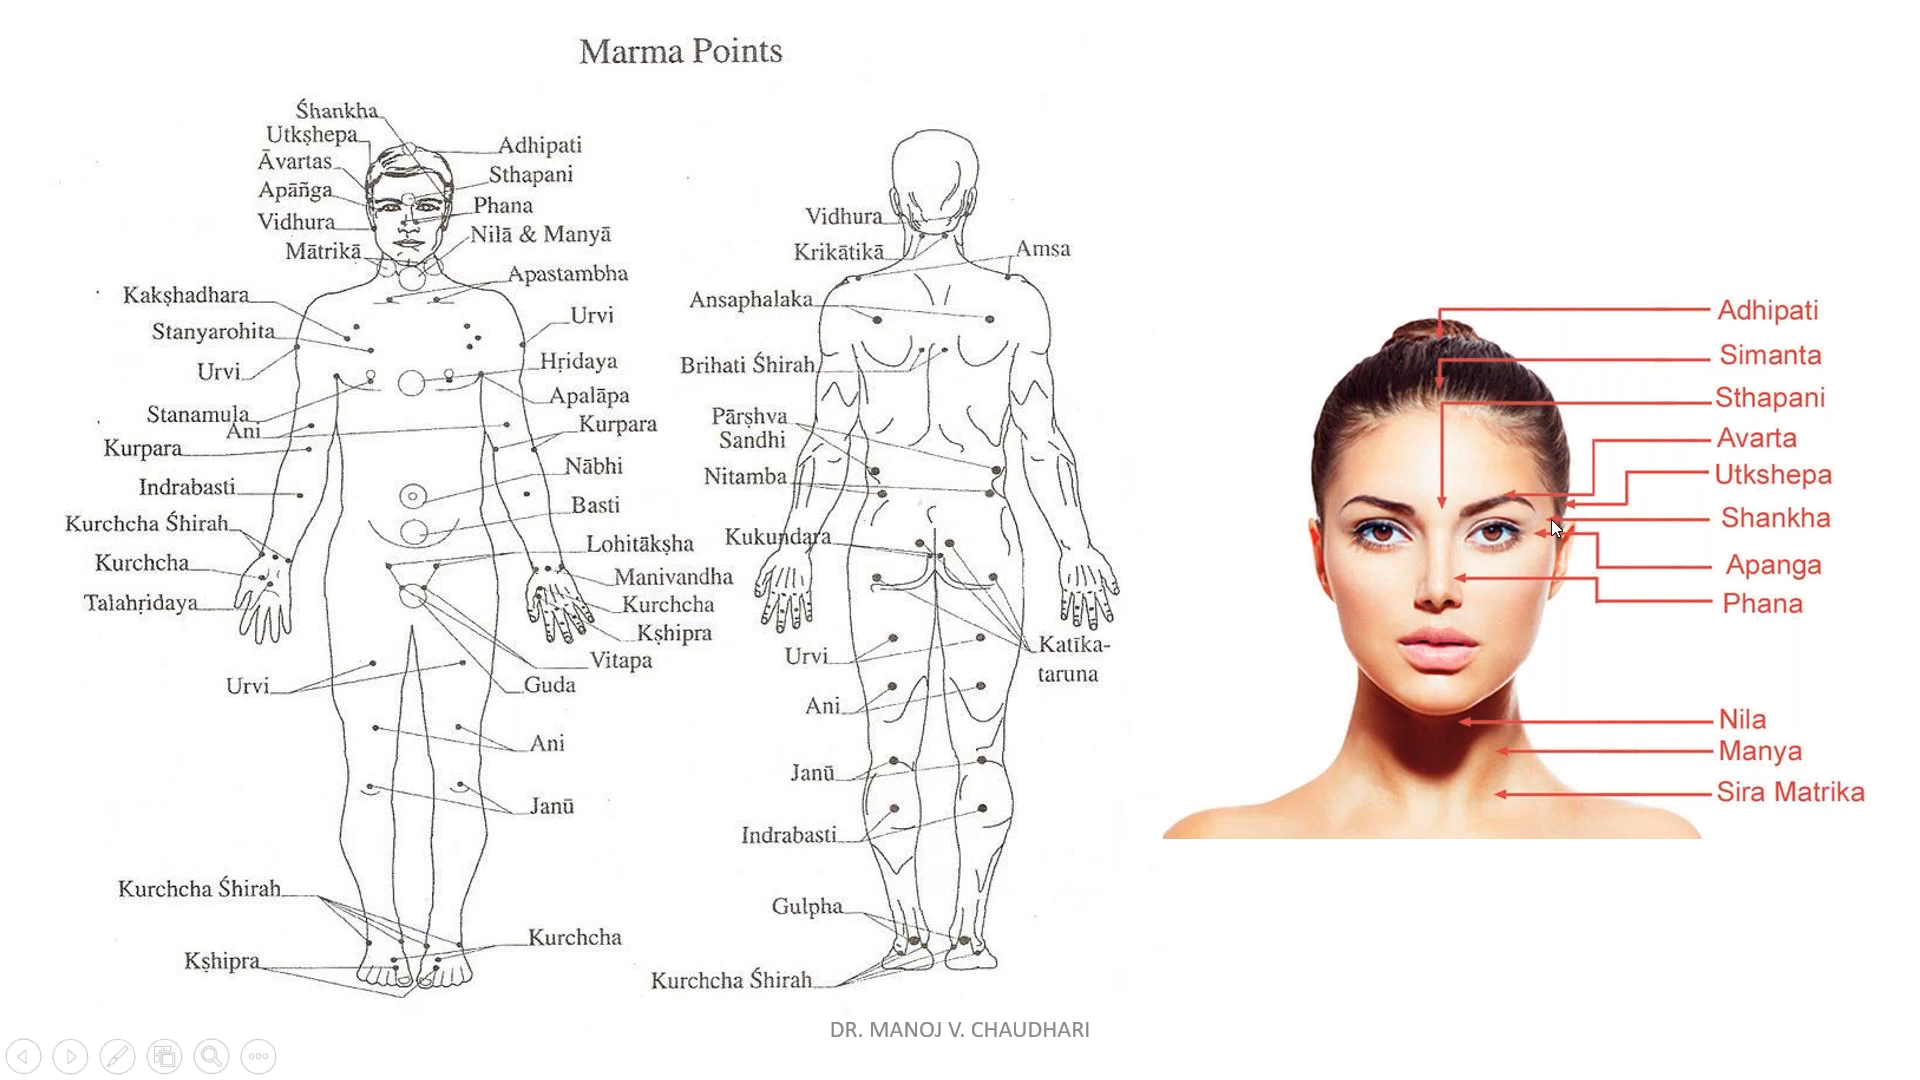 Marma Points
Śhankha
Utkṣhepa
Āvartas
Apāñga
Vidhura
Mātrikā
Kakṣhadhara
Stanyarohita
Urvi
Stanamula
Ani
Kurpara
Indrabasti
Kurchcha Śhirah
Kurchcha
Talahṛidaya
Urvi
Kurchcha Śhirah
Kṣhipra
Adhipati
Sthapani
Phana
Nilā & Manyā
Apastambha
Urvi
Hṛidaya
Apalāpa
Kurpara
Nābhi
Basti
Lohitākṣha
Manivandha
Kurchcha
Kṣhipra
Vitapa
Guda
Ani
Janū
Kurchcha
Vidhura
Krikātikā
Amsa
Ansaphalaka
Brihati Śhirah
Pārṣhva
Sandhi
Nitamba
Kukundara
Katīka-
taruna
Urvi
Ani
Janū
Indrabasti
Gulpha
Kurchcha Śhirah
Adhipati
Simanta
Sthapani
Avarta
Utkshepa
Shankha
Apanga
Phana
Nila
Manya
Sira Matrika
DR. MANOJ V. CHAUDHARI